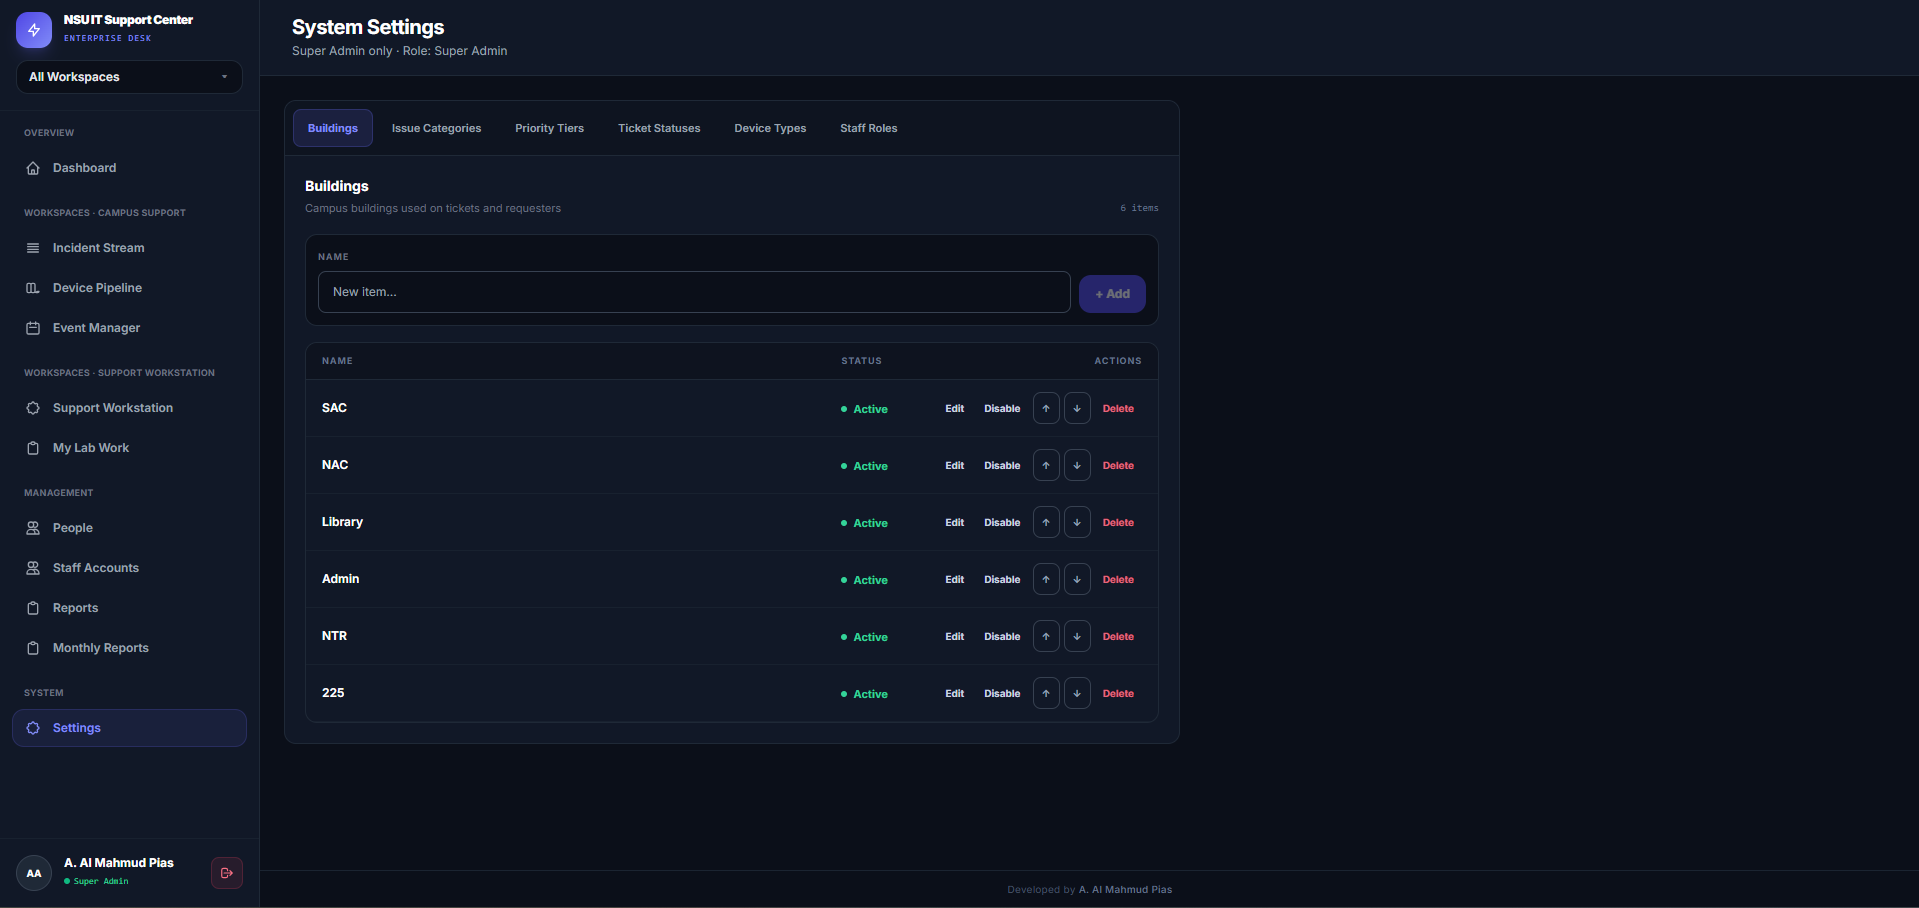 NSU IT Support Center
ENTERPRISE DESK
All Workspaces
OVERVIEW
Dashboard
WORKSPACES · CAMPUS SUPPORT
Incident Stream
Device Pipeline
Event Manager
WORKSPACES · SUPPORT WORKSTATION
Support Workstation
My Lab Work
MANAGEMENT
People
Staff Accounts
Reports
Monthly Reports
SYSTEM
Settings
AA
A. Al Mahmud Pias
Super Admin
System Settings
Super Admin only · Role: Super Admin
Buildings Issue Categories Priority Tiers Ticket Statuses Device Types Staff Roles
Buildings
Campus buildings used on tickets and requesters
6 items
NAME
New item...
+ Add
NAME STATUS ACTIONS
SAC Active Edit Disable ↑ ↓ Delete
NAC Active Edit Disable ↑ ↓ Delete
Library Active Edit Disable ↑ ↓ Delete
Admin Active Edit Disable ↑ ↓ Delete
NTR Active Edit Disable ↑ ↓ Delete
225 Active Edit Disable ↑ ↓ Delete
Developed by A. Al Mahmud Pias